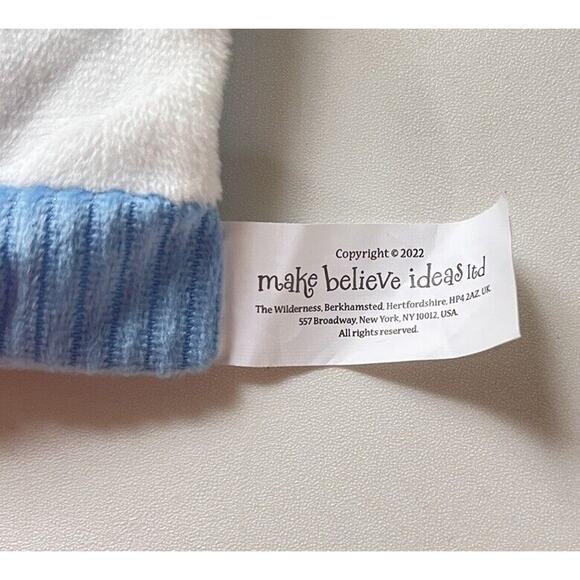 Copyright © 2022
make believe ideas ltd
The Wilderness, Berkhamsted, Hertfordshire, HP4 2AZ, UK.
557 Broadway, New York, NY 10012, USA.
All rights reserved.